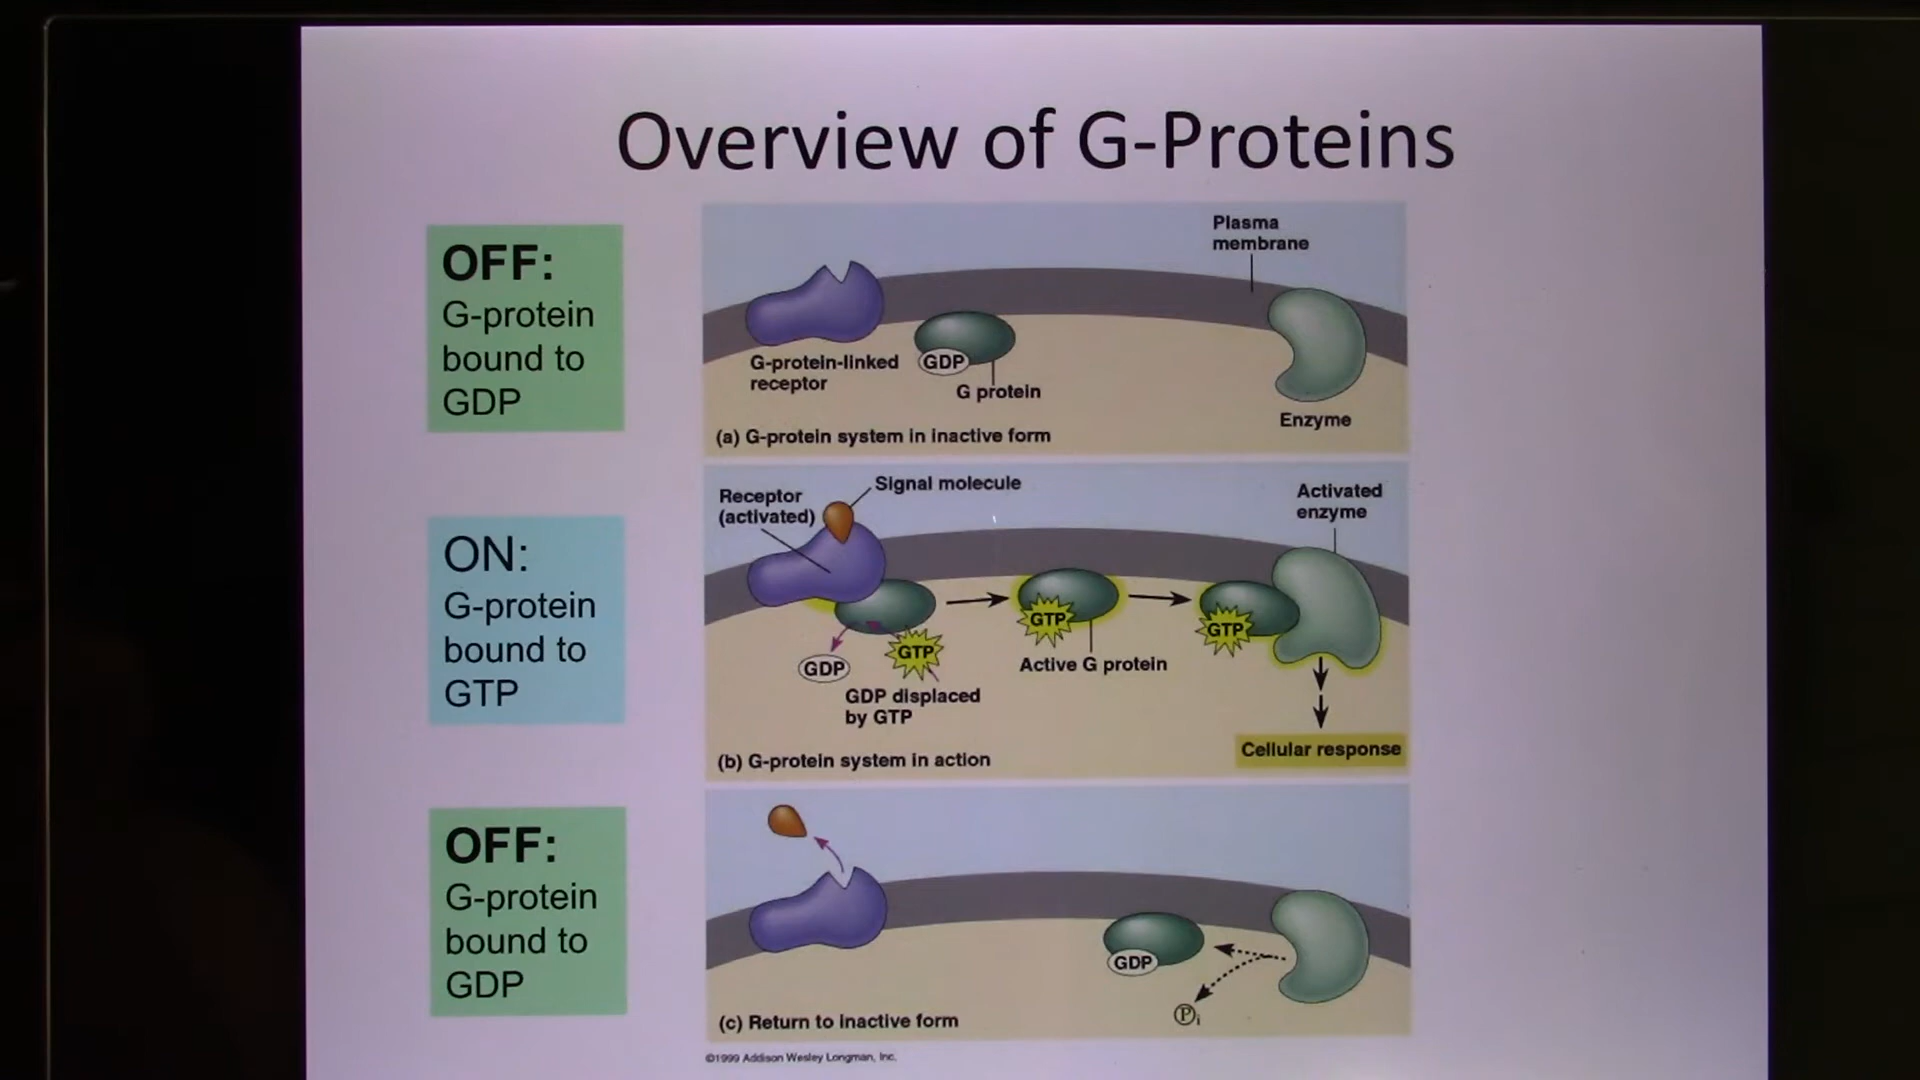 Overview of G-Proteins
OFF:
G-protein
bound to
GDP
Plasma
membrane
G-protein-linked
receptor
GDP
G protein
Enzyme
(a) G-protein system in inactive form
ON:
G-protein
bound to
GTP
Receptor
(activated)
Signal molecule
Activated
enzyme
GDP
GTP
GDP displaced
by GTP
GTP
Active G protein
GTP
Cellular response
(b) G-protein system in action
OFF:
G-protein
bound to
GDP
GDP
Pi
(c) Return to inactive form
©1999 Addison Wesley Longman, Inc.